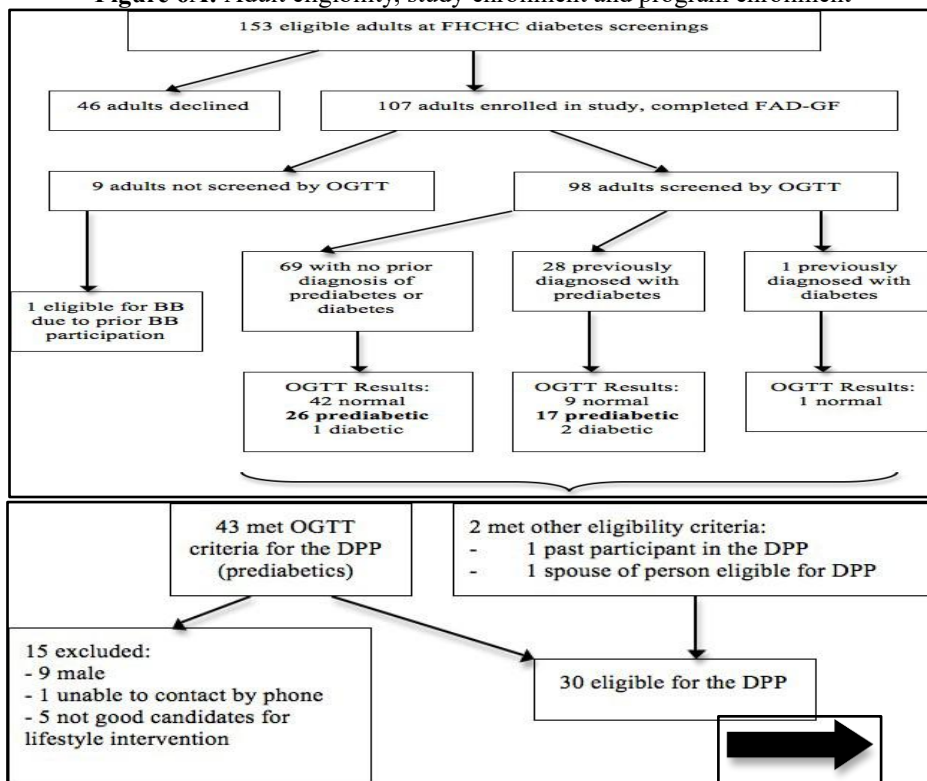 Figure 6A: Adult eligibility, study enrollment and program enrollment
153 eligible adults at FHCHC diabetes screenings
46 adults declined
107 adults enrolled in study, completed FAD-GF
9 adults not screened by OGTT
98 adults screened by OGTT
1 eligible for BB
due to prior BB
participation
69 with no prior
diagnosis of
prediabetes or
diabetes
28 previously
diagnosed with
prediabetes
1 previously
diagnosed with
diabetes
OGTT Results:
42 normal
26 prediabetic
1 diabetic
OGTT Results:
9 normal
17 prediabetic
2 diabetic
OGTT Results:
1 normal
43 met OGTT
criteria for the DPP
(prediabetics)
2 met other eligibility criteria:
- 1 past participant in the DPP
- 1 spouse of person eligible for DPP
15 excluded:
- 9 male
- 1 unable to contact by phone
- 5 not good candidates for
lifestyle intervention
30 eligible for the DPP